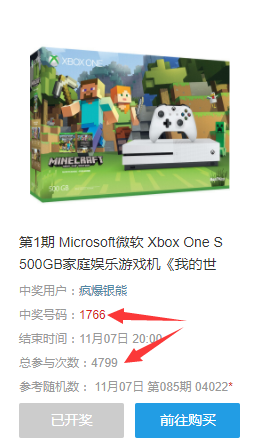 XBOX ONE
MINECRAFT
500 GB
第1期 Microsoft微软 Xbox One S
500GB家庭娱乐游戏机《我的世
中奖用户：疯爆银熊
中奖号码：1766
结束时间：11月07日 20:00
总参与次数：4799
参考随机数： 11月07日 第085期 04022*
已开奖 前往购买